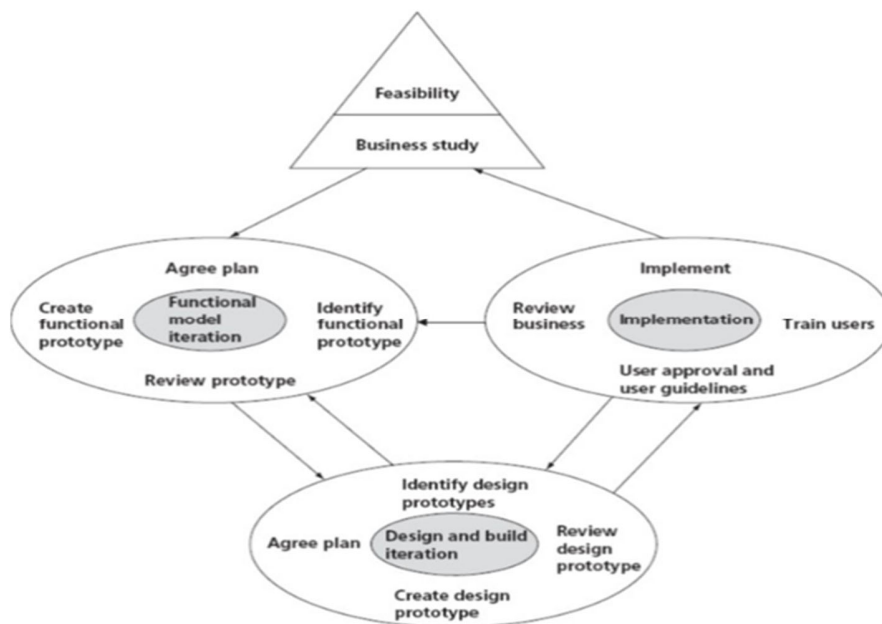 Feasibility
Business study
Agree plan
Create
functional
prototype
Functional
model
iteration
Identify
functional
prototype
Review prototype
Implement
Review
business
Implementation
Train users
User approval and
user guidelines
Identify design
prototypes
Agree plan
Design and build
iteration
Review
design
prototype
Create design
prototype